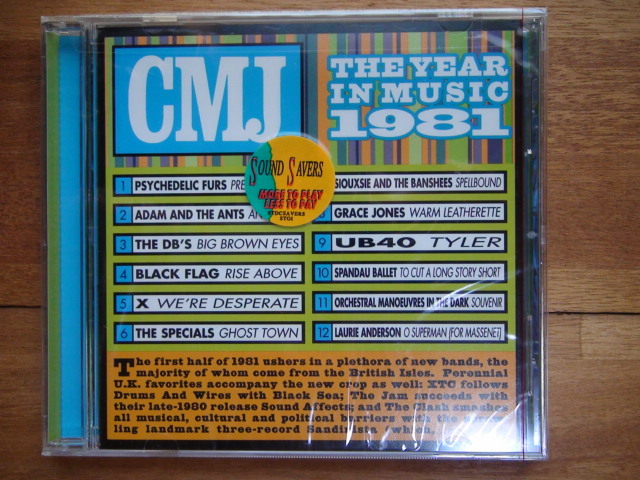 CMJ
THE YEAR
IN MUSIC
1981
SOUND SAVERS
MORE TO PLAY
LESS TO PAY
1 PSYCHEDELIC FURS
2 ADAM AND THE ANTS
3 THE DB'S BIG BROWN EYES
4 BLACK FLAG RISE ABOVE
5 X WE'RE DESPERATE
6 THE SPECIALS GHOST TOWN
SIOUXSIE AND THE BANSHEES SPELLBOUND
GRACE JONES WARM LEATHERETTE
9 UB40 TYLER
10 SPANDAU BALLET TO CUT A LONG STORY SHORT
11 ORCHESTRAL MANOEUVRES IN THE DARK SOUVENIR
12 LAURIE ANDERSON O SUPERMAN (FOR MASSENET)
The first half of 1981 ushers in a plethora of new bands, the
majority of whom come from the British Isles. Perennial
U.K. favorites accompany the new crop as well: XTC follows
Drums And Wires with Black Sea; The Jam succeeds with
their late-1980 release Sound Affects; and The Clash smashes
all musical, cultural and political barriers with the
ling landmark three-record Sandinista (which,